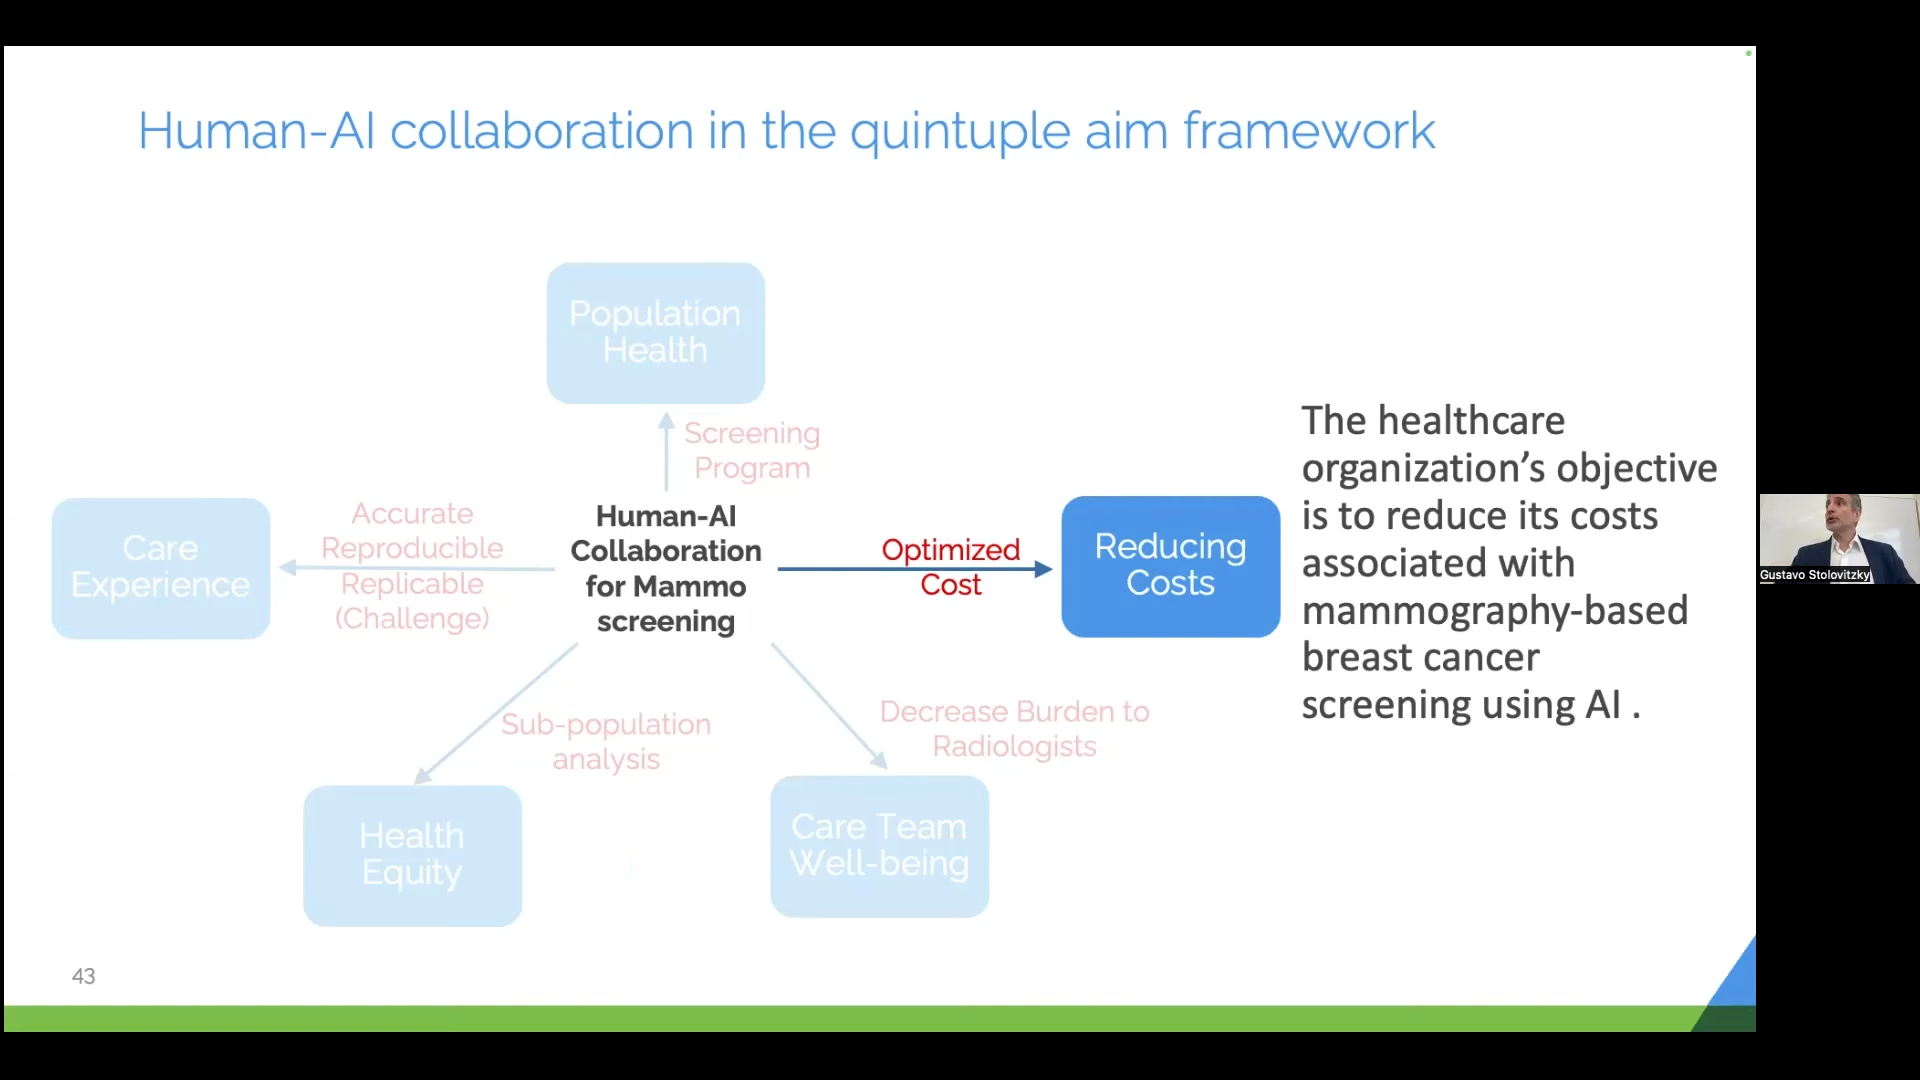 Human-AI collaboration in the quintuple aim framework
Population
Health
Screening
Program
Care
Experience
Accurate
Reproducible
Replicable
(Challenge)
Human-AI
Collaboration
for Mammo
screening
Optimized
Cost
Reducing
Costs
The healthcare
organization’s objective
is to reduce its costs
associated with
mammography-based
breast cancer
screening using AI .
Sub-population
analysis
Decrease Burden to
Radiologists
Health
Equity
Care Team
Well-being
43
Gustavo Stolovitzky